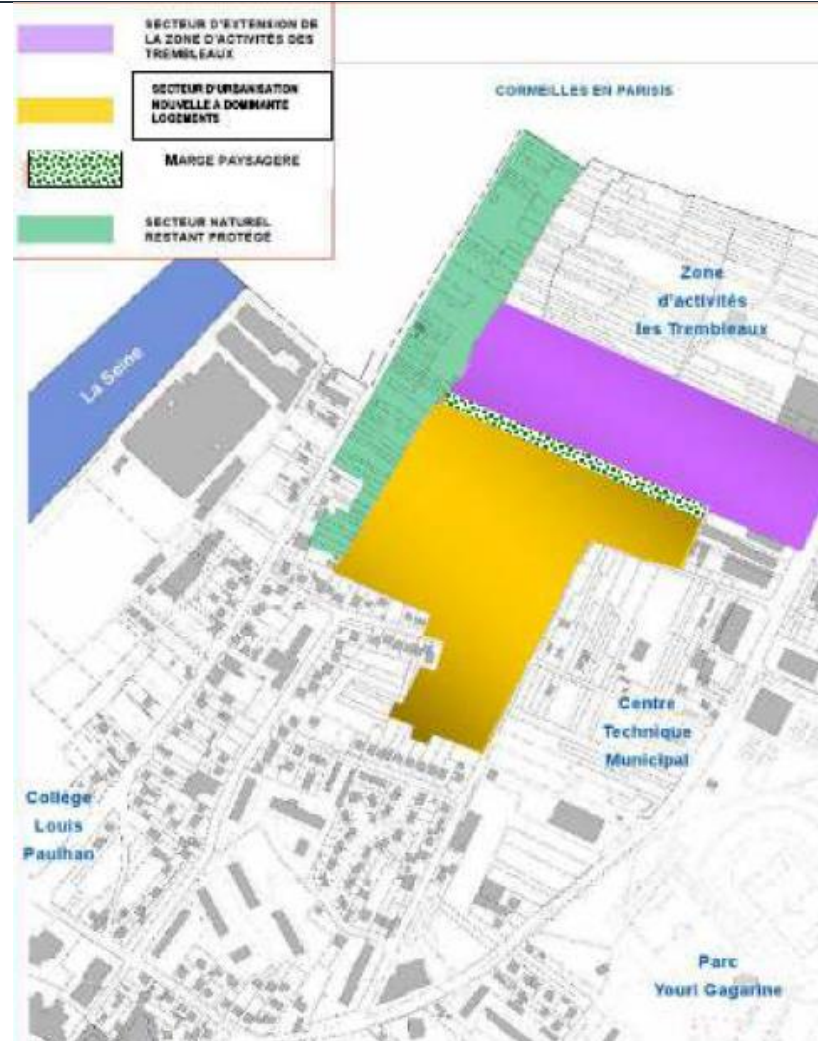 SECTEUR D'EXTENSION DE
LA ZONE D'ACTIVITÉS DES
TREMBLEAUX
SECTEUR D'URBANISATION
NOUVELLE A DOMINANTE
LOGEMENTS
MARGE PAYSAGERE
SECTEUR NATUREL
RESTANT PROTÉGÉ
CORMEILLES EN PARISIS
Zone
d'activités
les Trembleaux
La Seine
Centre
Technique
Municipal
Collège
Louis
Paulhan
Parc
Youri Gagarine